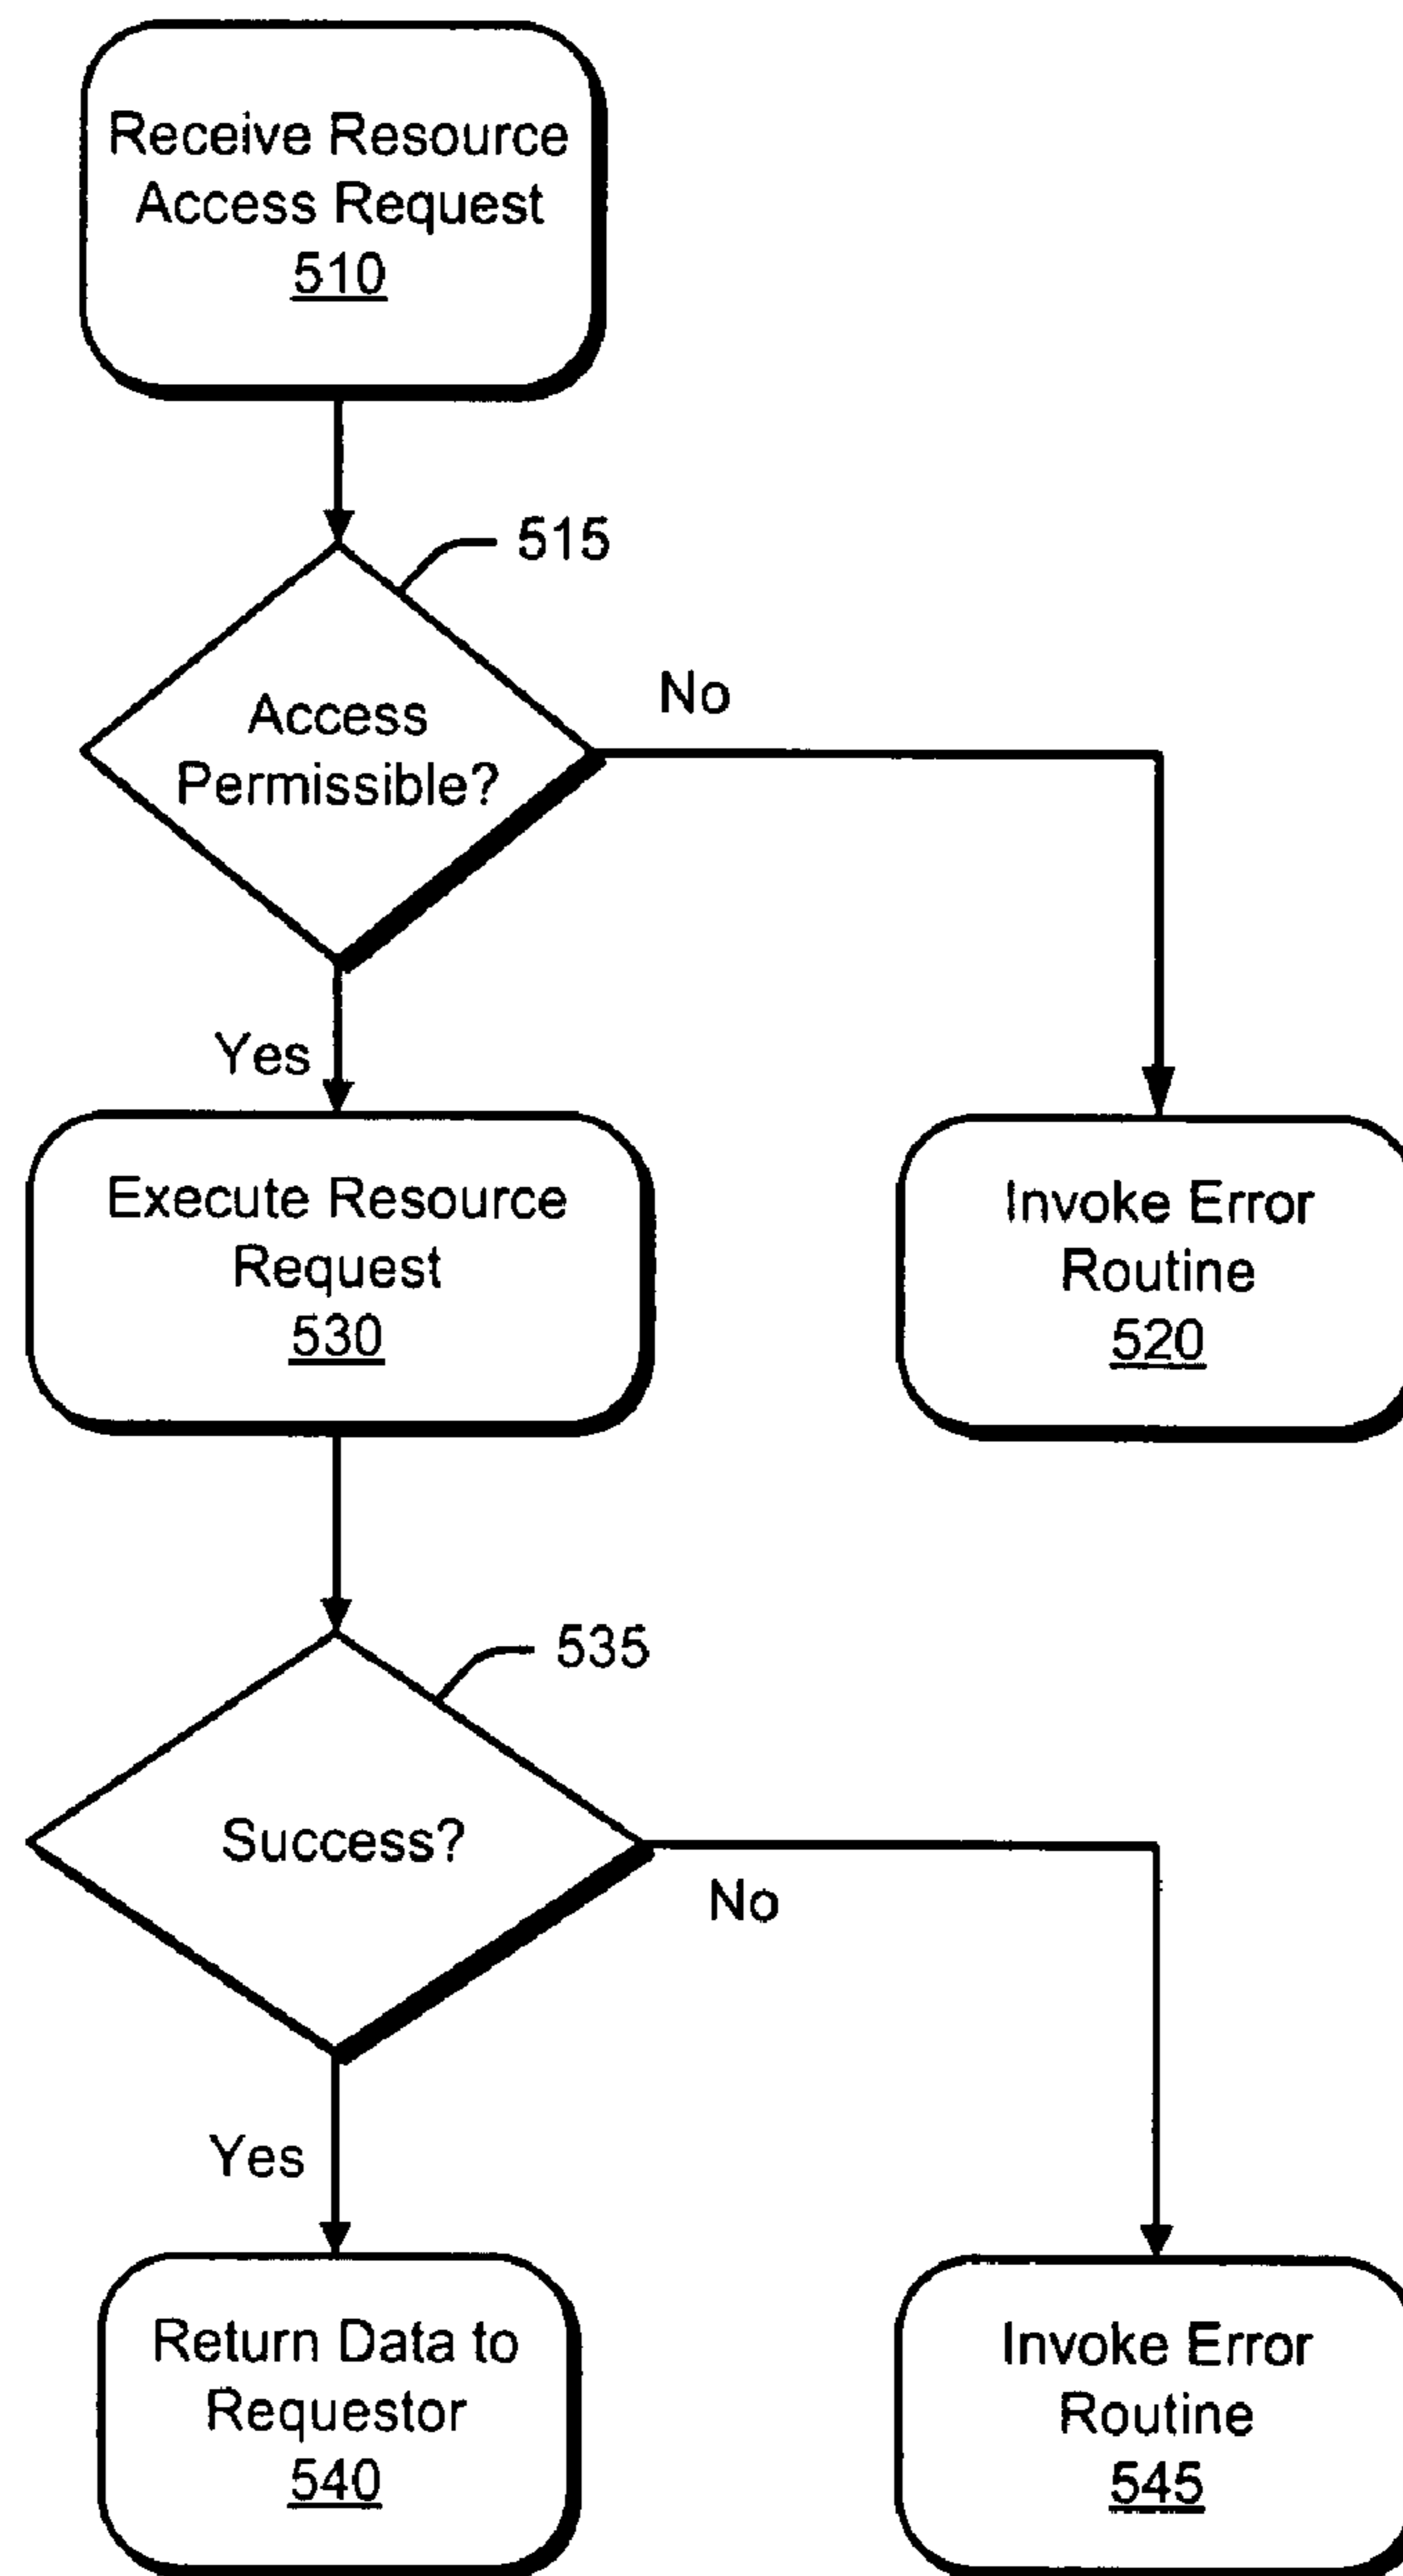 Receive Resource
Access Request
510
515
Access
Permissible?
No
Yes
Execute Resource
Request
530
Invoke Error
Routine
520
535
Success?
No
Yes
Return Data to
Requestor
540
Invoke Error
Routine
545